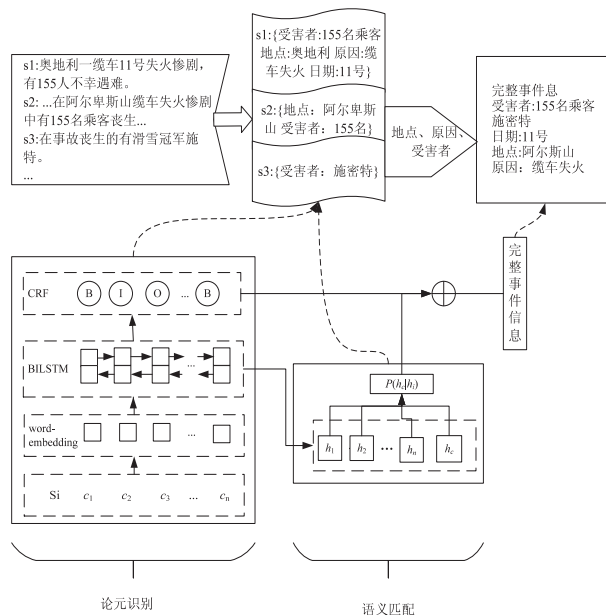 s1:奥地利一缆车11号失火惨剧，
有155人不幸遇难。
s2: ...在阿尔卑斯山缆车失火惨剧
中有155名乘客丧生...
s3:在事故丧生的有滑雪冠军施
特。
...
s1:{受害者:155名乘客
地点:奥地利 原因:缆
车失火 日期:11号}
s2:{地点：阿尔卑斯
山 受害者：155名}
s3:{受害者：施密特}
地点、原因、
受害者
完整事件息
受害者:155名乘客
施密特
日期:11号
地点:阿尔斯山
原因：缆车失火
CRF B I O ... B
BILSTM ...
word-
embedding ...
Si c1 c2 c3 ... cn
论元识别
P(hc|hi)
h1 h2 ... hn hc
语义匹配
完整事件信息